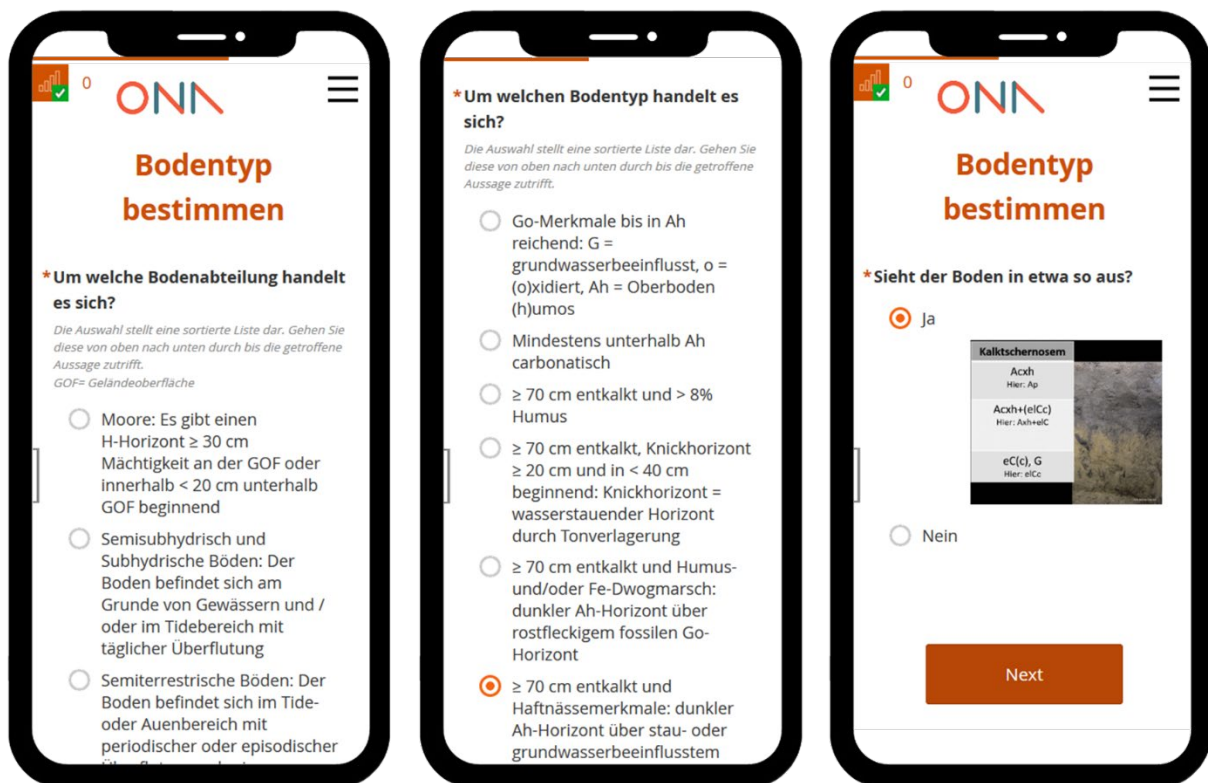 0
ONA
Bodentyp
bestimmen
*Um welche Bodenabteilung handelt
es sich?
Die Auswahl stellt eine sortierte Liste dar. Gehen Sie
diese von oben nach unten durch bis die getroffene
Aussage zutrifft.
GOF= Geländeoberfläche
Moore: Es gibt einen
H-Horizont ≥ 30 cm
Mächtigkeit an der GOF oder
innerhalb < 20 cm unterhalb
GOF beginnend
Semisubhydrisch und
Subhydrische Böden: Der
Boden befindet sich am
Grunde von Gewässern und /
oder im Tidebereich mit
täglicher Überflutung
Semiterrestrische Böden: Der
Boden befindet sich im Tide-
oder Auenbereich mit
periodischer oder episodischer
*Um welchen Bodentyp handelt es
sich?
Die Auswahl stellt eine sortierte Liste dar. Gehen Sie
diese von oben nach unten durch bis die getroffene
Aussage zutrifft.
Go-Merkmale bis in Ah
reichend: G =
grundwasserbeeinflusst, o =
(o)xidiert, Ah = Oberboden
(h)umos
Mindestens unterhalb Ah
carbonatisch
≥ 70 cm entkalkt und > 8%
Humus
≥ 70 cm entkalkt, Knickhorizont
≥ 20 cm und in < 40 cm
beginnend: Knickhorizont =
wasserstauender Horizont
durch Tonverlagerung
≥ 70 cm entkalkt und Humus-
und/oder Fe-Dwogmarsch:
dunkler Ah-Horizont über
rostfleckigem fossilen Go-
Horizont
≥ 70 cm entkalkt und
Haftnässemerkmale: dunkler
Ah-Horizont über stau- oder
grundwasserbeeinflusstem
0
ONA
Bodentyp
bestimmen
*Sieht der Boden in etwa so aus?
Ja
Kalktschernosem
Acxh
Hier: Ap
Acxh+(elCc)
Hier: Axh+elC
eC(c), G
Hier: elCc
Nein
Next